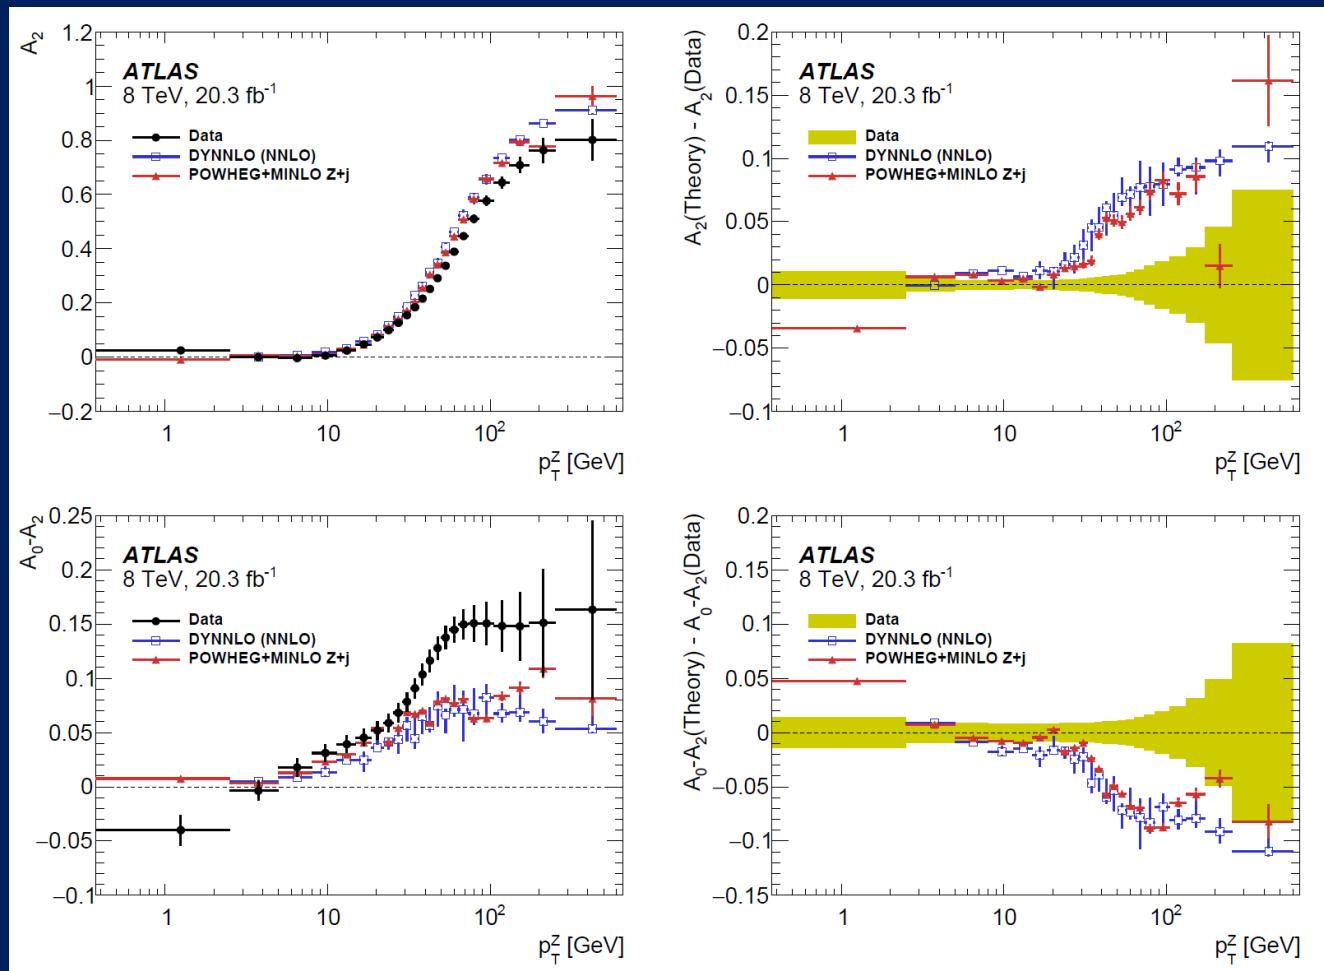 A₂
1.2
1
0.8
0.6
0.4
0.2
0
−0.2
ATLAS
8 TeV, 20.3 fb⁻¹
Data
DYNNLO (NNLO)
POWHEG+MINLO Z+j
1
10
10²
p_T^Z [GeV]
A₂(Theory) - A₂(Data)
0.2
0.15
0.1
0.05
0
−0.05
−0.1
ATLAS
8 TeV, 20.3 fb⁻¹
Data
DYNNLO (NNLO)
POWHEG+MINLO Z+j
1
10
10²
p_T^Z [GeV]
A₀-A₂
0.25
0.2
0.15
0.1
0.05
0
−0.05
−0.1
ATLAS
8 TeV, 20.3 fb⁻¹
Data
DYNNLO (NNLO)
POWHEG+MINLO Z+j
1
10
10²
p_T^Z [GeV]
A₀-A₂(Theory) - A₀-A₂(Data)
0.2
0.15
0.1
0.05
0
−0.05
−0.1
−0.15
ATLAS
8 TeV, 20.3 fb⁻¹
Data
DYNNLO (NNLO)
POWHEG+MINLO Z+j
1
10
10²
p_T^Z [GeV]